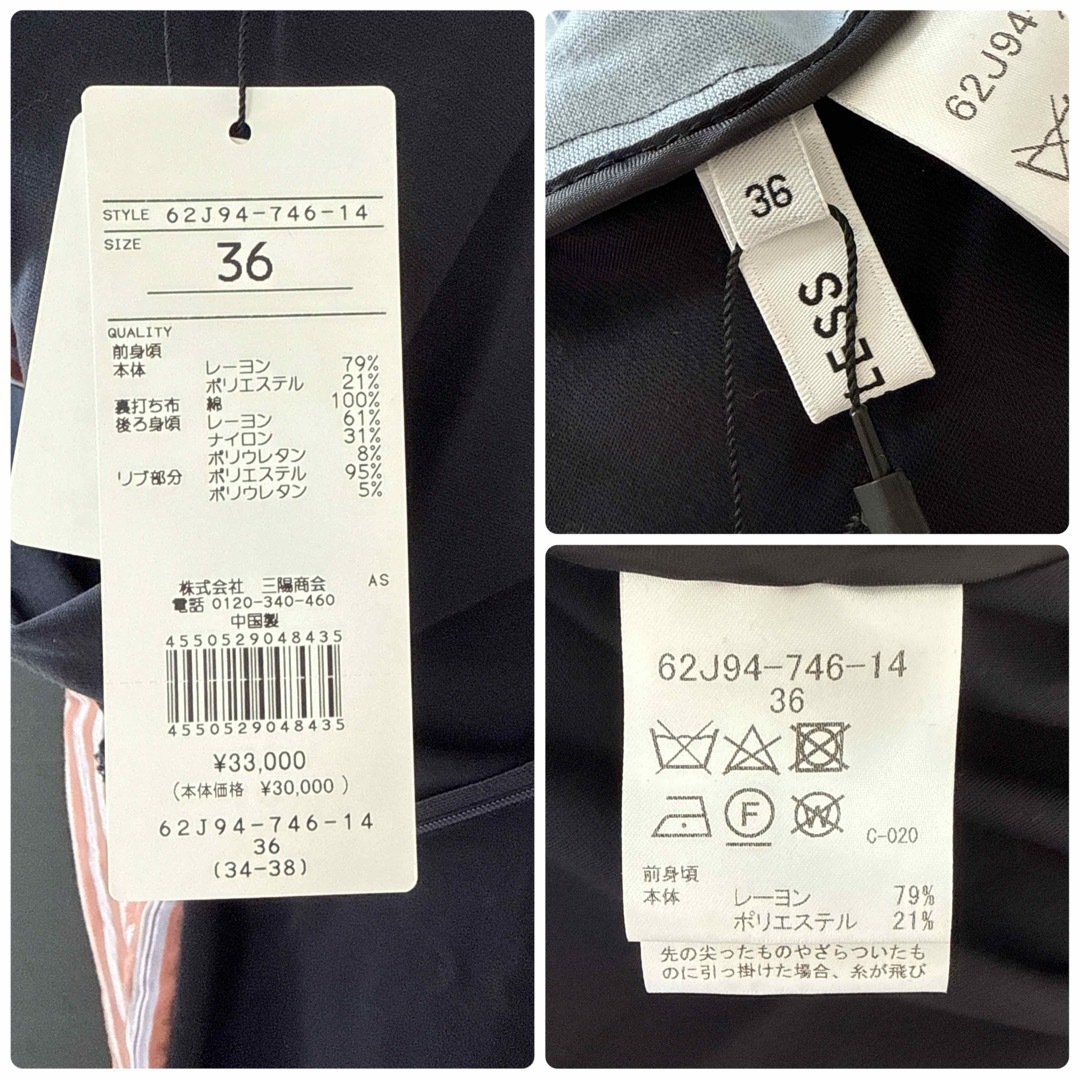 STYLE 62J94-746-14
SIZE
36
QUALITY
前身頃
本体 レーヨン 79%
ポリエステル 21%
裏打ち布 綿 100%
後ろ身頃 レーヨン 61%
ナイロン 31%
ポリウレタン 8%
リブ部分 ポリエステル 95%
ポリウレタン 5%
株式会社 三陽商会 AS
電話 0120-340-460
中国製
4550529048435
4550529048435
¥33,000
(本体価格 ¥30,000)
62J94-746-14
36
(34-38)
62J94-
36
LESS
62J94-746-14
36
F
W
C-020
前身頃
本体 レーヨン 79%
ポリエステル 21%
先の尖ったものやざらついたも
のに引っ掛けた場合、糸が飛び